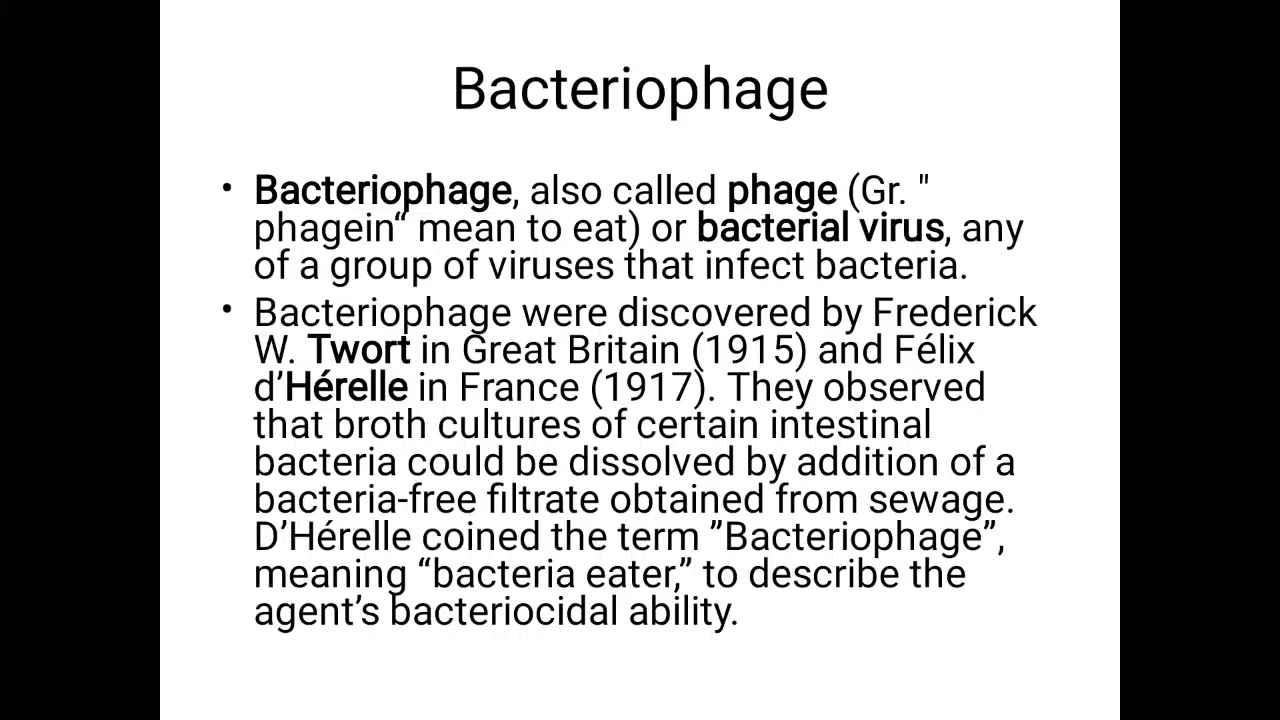 Bacteriophage
• Bacteriophage, also called phage (Gr. "
phagein“ mean to eat) or bacterial virus, any
of a group of viruses that infect bacteria.
• Bacteriophage were discovered by Frederick
W. Twort in Great Britain (1915) and Félix
d’Hérelle in France (1917). They observed
that broth cultures of certain intestinal
bacteria could be dissolved by addition of a
bacteria-free filtrate obtained from sewage.
D’Hérelle coined the term ”Bacteriophage”,
meaning “bacteria eater,” to describe the
agent’s bacteriocidal ability.